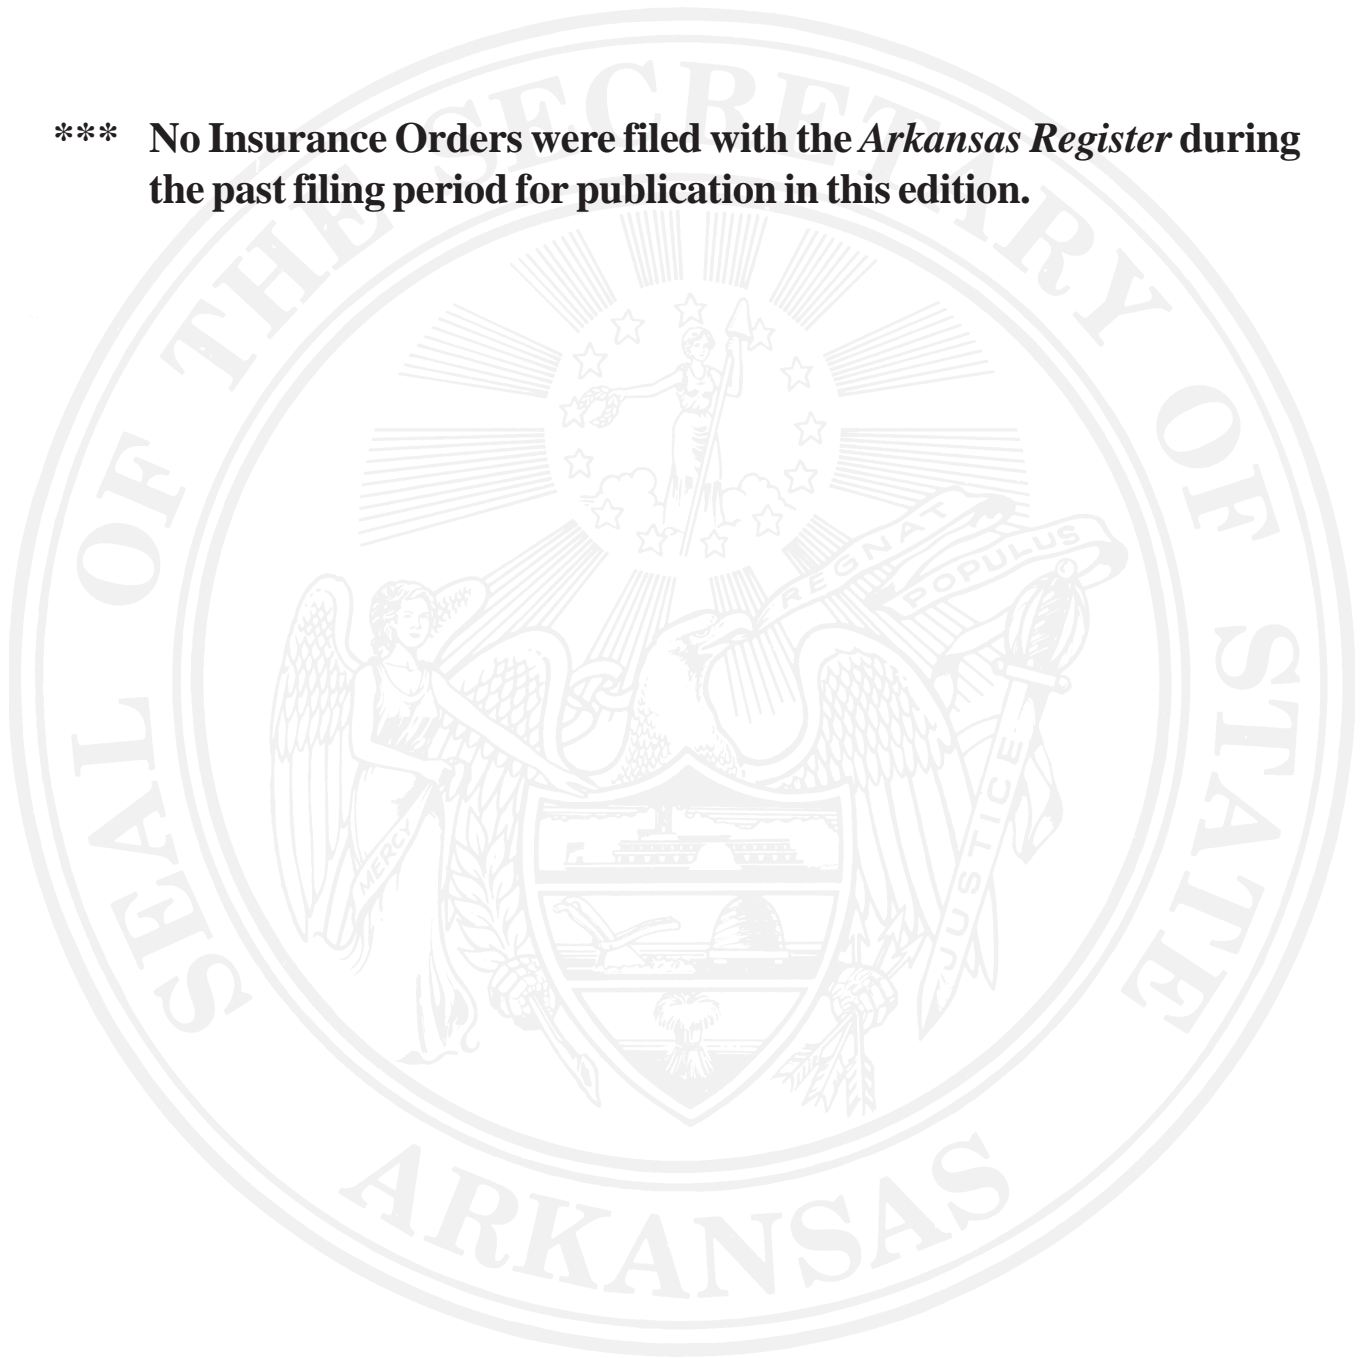 *** No Insurance Orders were filed with the Arkansas Register during
the past filing period for publication in this edition.
SEAL OF THE SECRETARY OF STATE
REGNAT
POPULUS
MERCY
JUSTICE
ARKANSAS